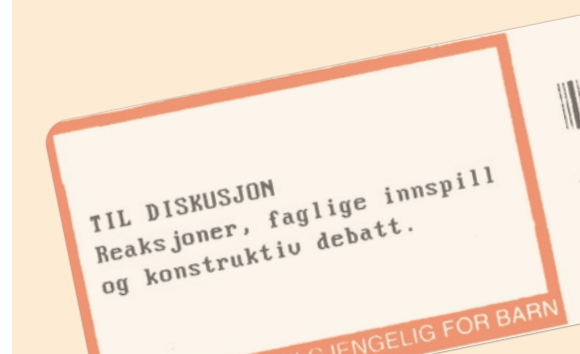 TIL DISKUSJON
Reaksjoner, faglige innspill
og konstruktiv debatt.
FOR BARN